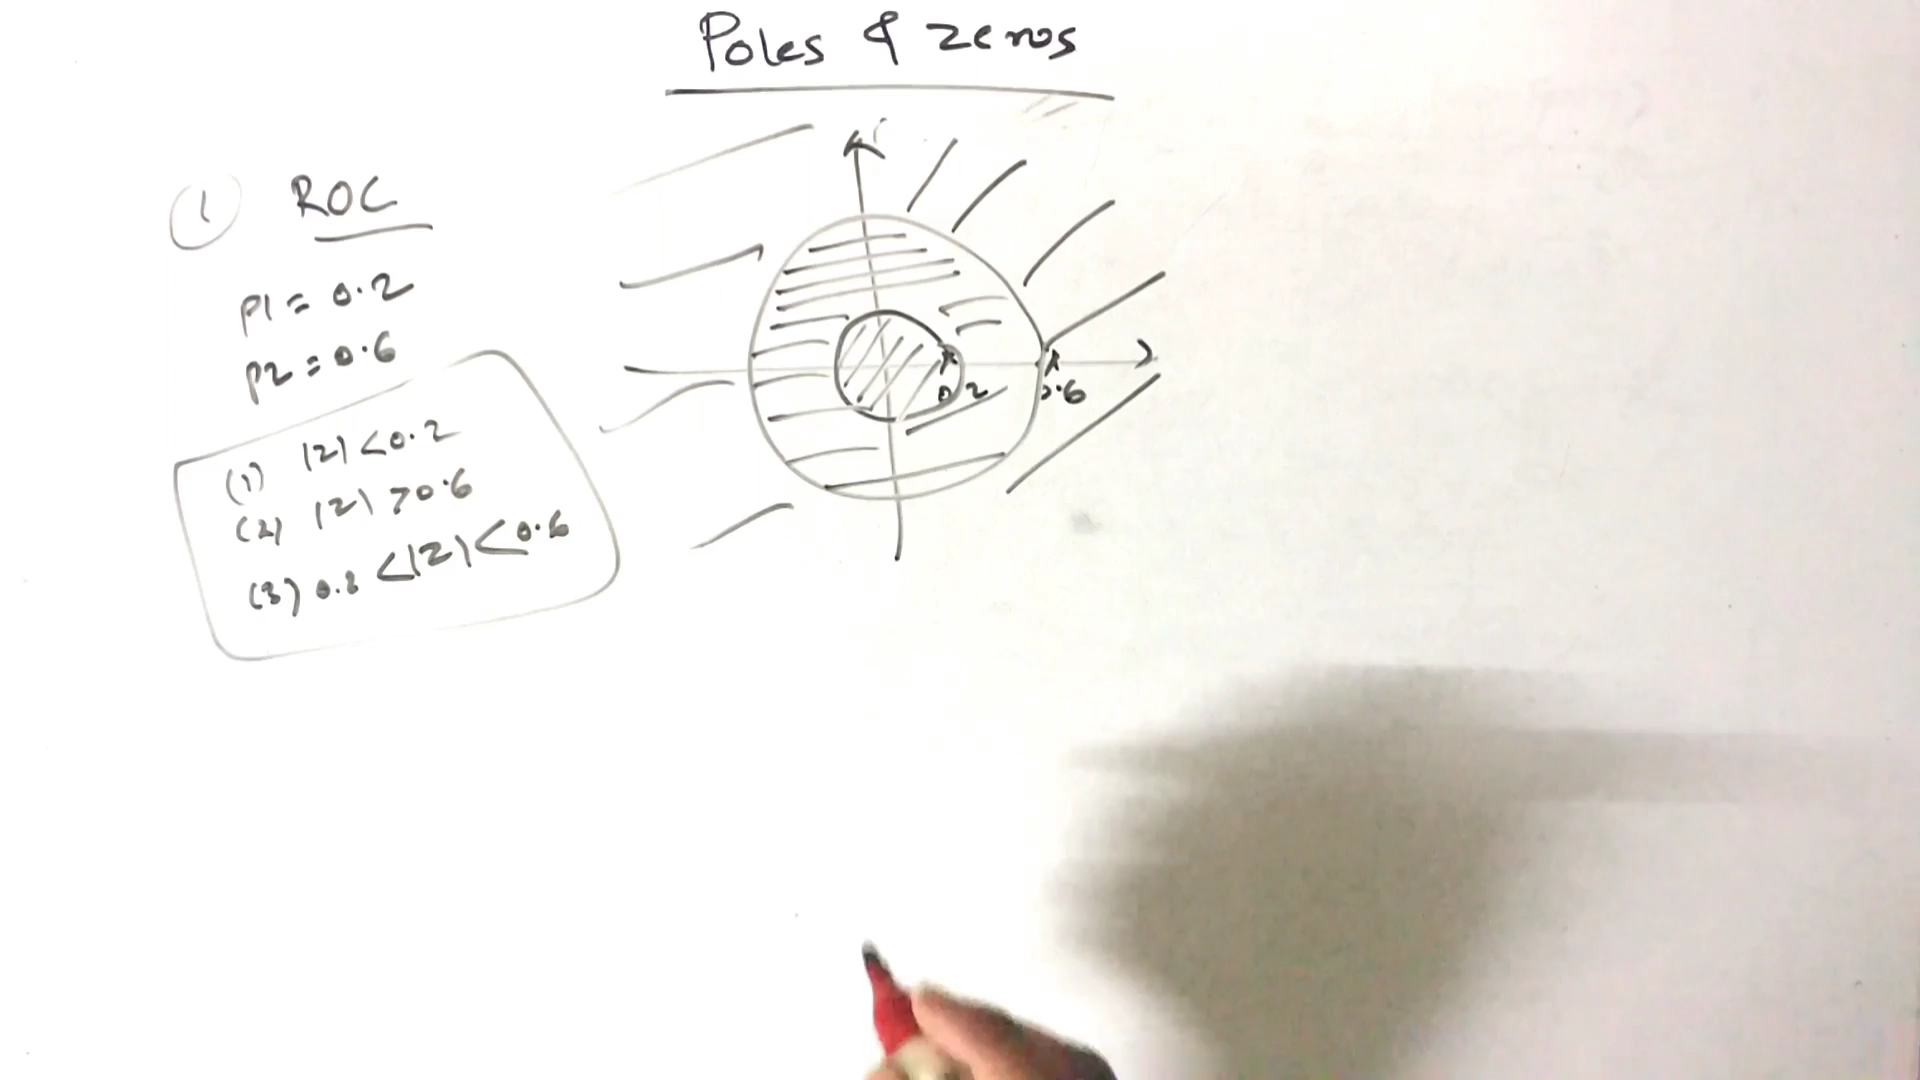 Poles & zeros
1 ROC
P1 = 0.2
P2 = 0.6
(1) |z| < 0.2
(2) |z| > 0.6
(3) 0.2 < |z| < 0.6
0.2
0.6